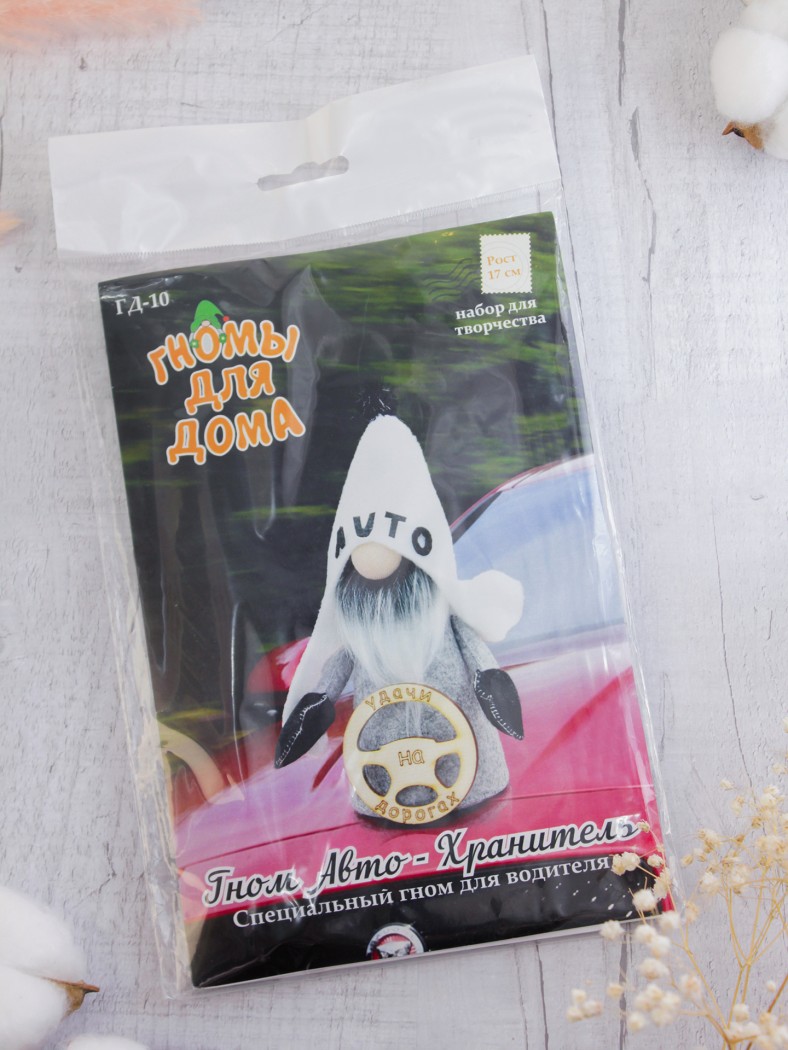 ГД-10
Рост
17 см
набор для
творчества
ГНОМЫ
ДЛЯ
ДОМА
AVTO
Удачи
на
дорогах
Гном Авто - Хранитель
Специальный гном для водителя